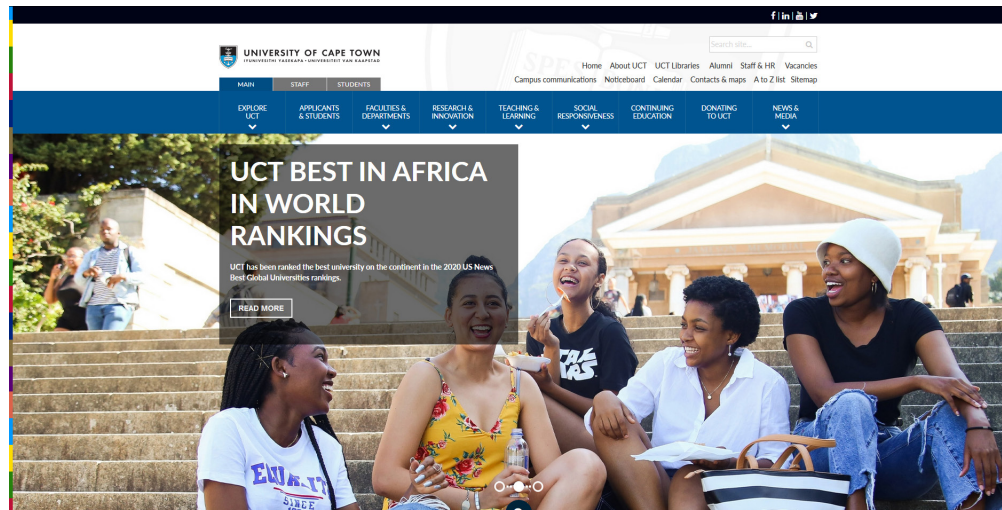 f | in | You Tube |
Search site...
UNIVERSITY OF CAPE TOWN
IYUNIVESITHI YASEKAPA • UNIVERSITEIT VAN KAAPSTAD
Home About UCT UCT Libraries Alumni Staff & HR Vacancies
Campus communications Noticeboard Calendar Contacts & maps A to Z list Sitemap
MAIN STAFF STUDENTS
EXPLORE UCT
APPLICANTS & STUDENTS
FACULTIES & DEPARTMENTS
RESEARCH & INNOVATION
TEACHING & LEARNING
SOCIAL RESPONSIVENESS
CONTINUING EDUCATION
DONATING TO UCT
NEWS & MEDIA
UCT BEST IN AFRICA
IN WORLD
RANKINGS
UCT has been ranked the best university on the continent in the 2020 US News
Best Global Universities rankings.
READ MORE
SINCE